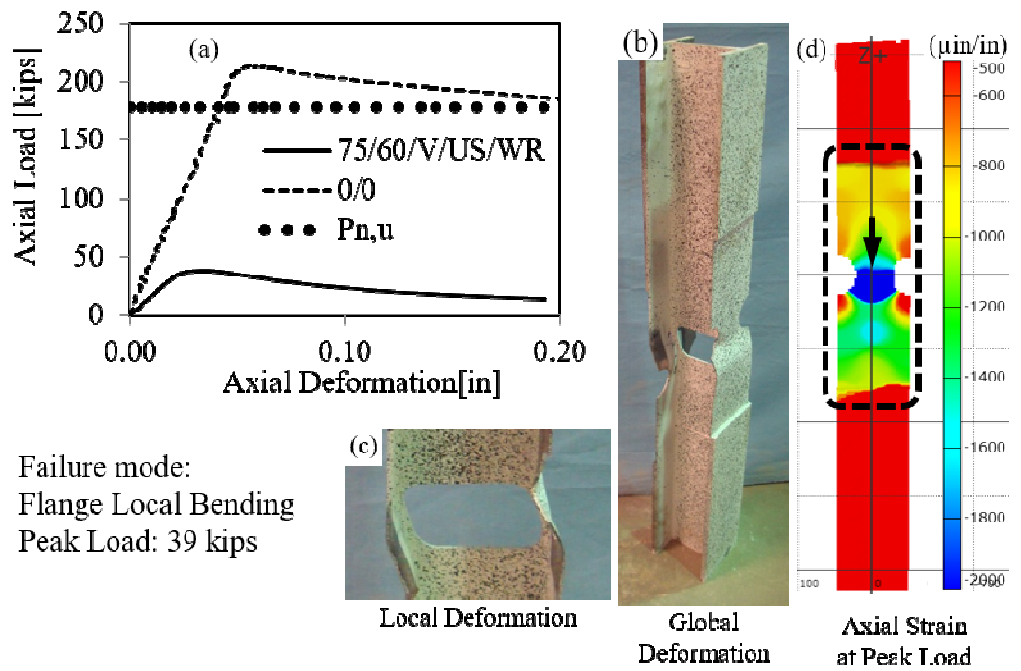 (a)
250
200
150
100
50
0
Axial Load [kips]
75/60/V/US/WR
0/0
Pn,u
0.00 0.10 0.20
Axial Deformation[in]
Failure mode:
Flange Local Bending
Peak Load: 39 kips
(c)
Local Deformation
(b)
Global
Deformation
(d)
(µin/in)
Z+
-500
-600
-800
-1000
-1200
-1400
-1600
-1800
-2000
100 0
Axial Strain
at Peak Load